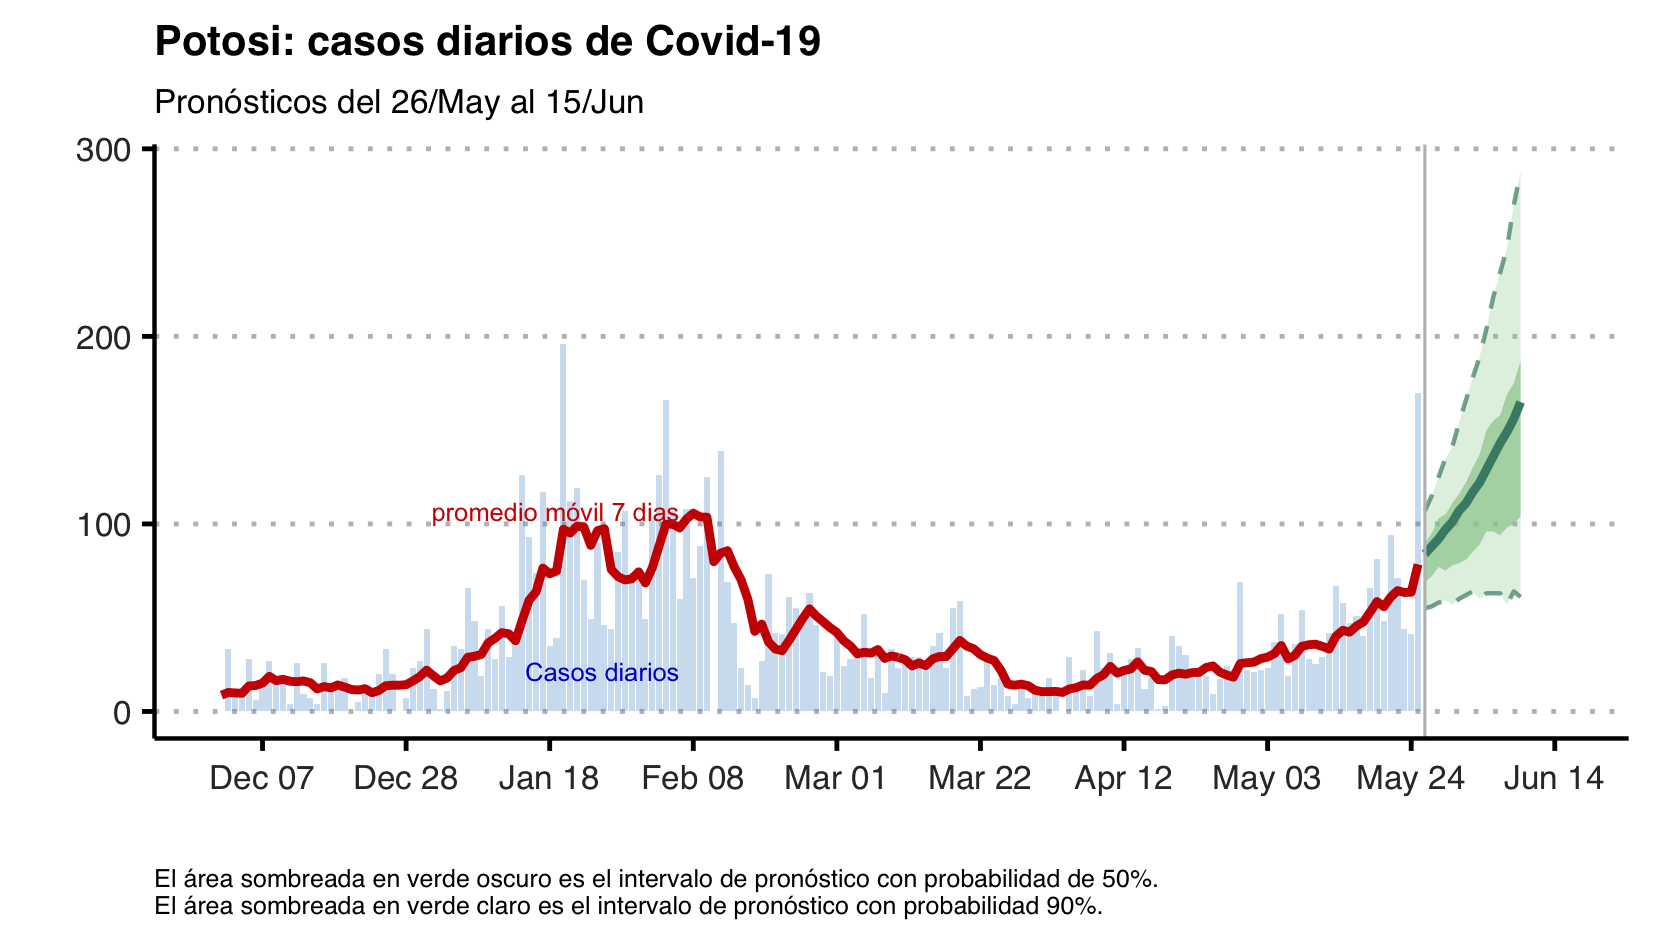 Potosi: casos diarios de Covid-19
Pronósticos del 26/May al 15/Jun
300
200
100
0
promedio móvil 7 dias
Casos diarios
Dec 07 Dec 28 Jan 18 Feb 08 Mar 01 Mar 22 Apr 12 May 03 May 24 Jun 14
El área sombreada en verde oscuro es el intervalo de pronóstico con probabilidad de 50%.
El área sombreada en verde claro es el intervalo de pronóstico con probabilidad 90%.